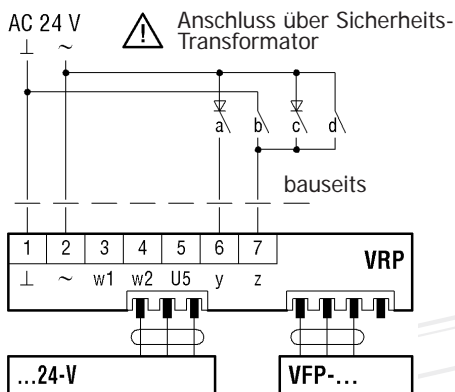 AC 24 V
⊥ ~
Anschluss über Sicherheits-
Transformator
a b c d
bauseits
1 2 3 4 5 6 7
⊥ ~ w1 w2 U5 y z
VRP
...24-V
VFP-...